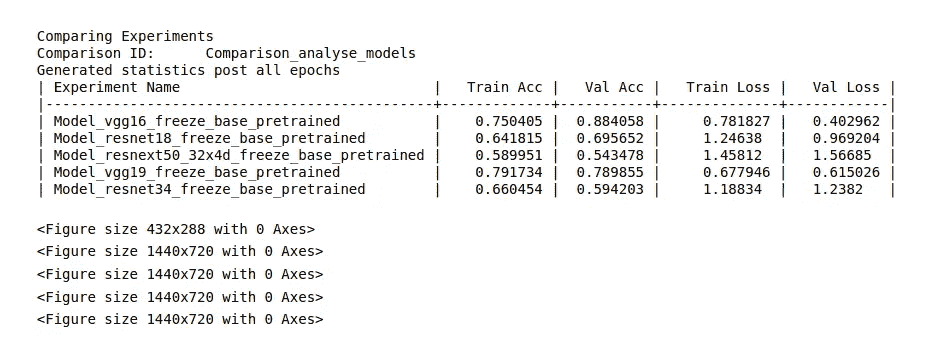 Comparing Experiments
Comparison ID:      Comparison_analyse_models
Generated statistics post all epochs
| Experiment Name                              |   Train Acc |   Val Acc |   Train Loss |   Val Loss |
|----------------------------------------------+-------------+-----------+--------------+------------|
| Model_vgg16_freeze_base_pretrained           |    0.750405 |  0.884058 |     0.781827 |   0.402962 |
| Model_resnet18_freeze_base_pretrained        |    0.641815 |  0.695652 |     1.24638  |   0.969204 |
| Model_resnext50_32x4d_freeze_base_pretrained |    0.589951 |  0.543478 |     1.45812  |   1.56685  |
| Model_vgg19_freeze_base_pretrained           |    0.791734 |  0.789855 |     0.677946 |   0.615026 |
| Model_resnet34_freeze_base_pretrained        |    0.660454 |  0.594203 |     1.18834  |   1.2382   |
<Figure size 432x288 with 0 Axes>
<Figure size 1440x720 with 0 Axes>
<Figure size 1440x720 with 0 Axes>
<Figure size 1440x720 with 0 Axes>
<Figure size 1440x720 with 0 Axes>